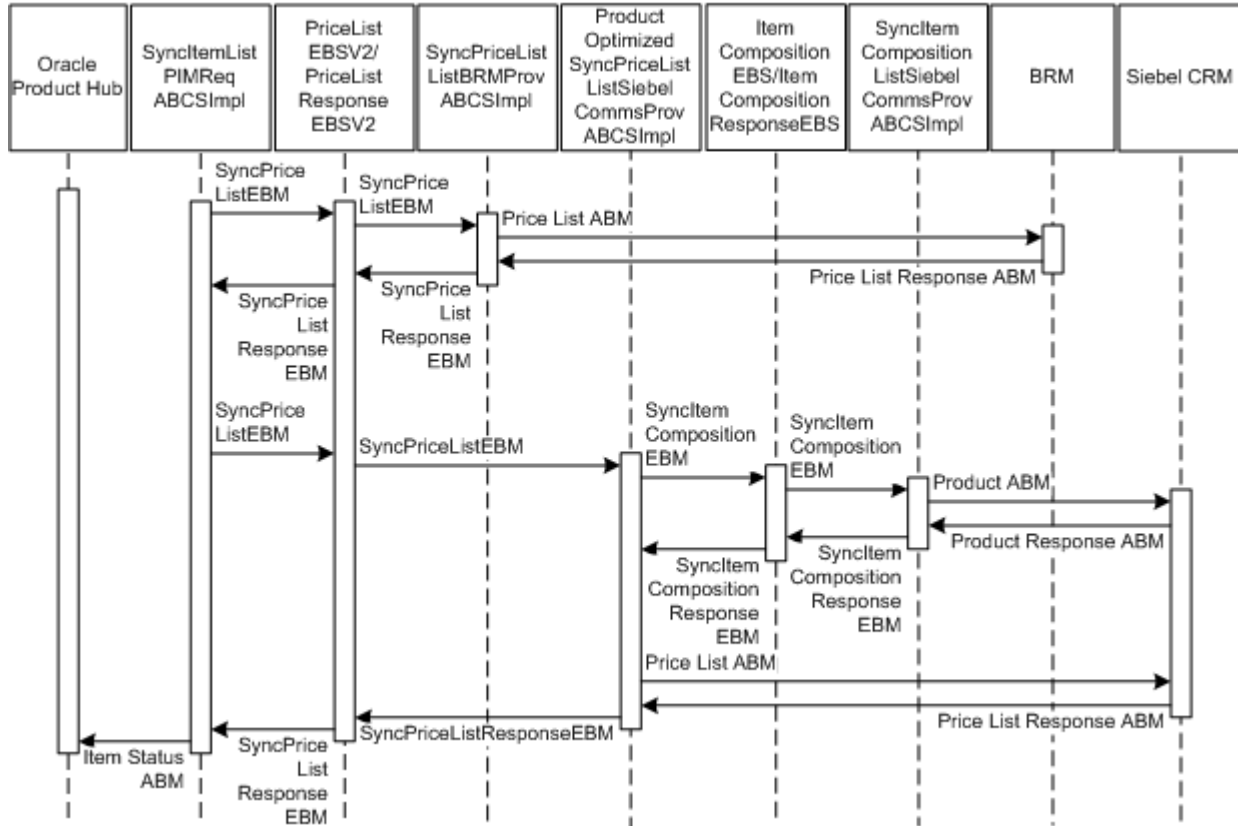 Oracle
Product Hub
SyncItemList
PIMReq
ABCSImpl
PriceList
EBSV2/
PriceList
Response
EBSV2
SyncPriceList
ListBRMProv
ABCSImpl
Product
Optimized
SyncPriceList
ListSiebel
CommsProv
ABCSImpl
Item
Composition
EBS/Item
Composition
ResponseEBS
SyncItem
Composition
ListSiebel
CommsProv
ABCSImpl
BRM
Siebel CRM
SyncPrice
ListEBM
SyncPrice
ListEBM
Price List ABM
Price List Response ABM
SyncPrice
List
Response
EBM
SyncPrice
List
Response
EBM
SyncPrice
ListEBM
SyncPriceListEBM
SyncItem
Composition
EBM
SyncItem
Composition
EBM
Product ABM
Product Response ABM
SyncItem
Composition
Response
EBM
SyncItem
Composition
Response
EBM
Price List ABM
Price List Response ABM
SyncPriceListResponseEBM
SyncPrice
List
Response
EBM
Item Status
ABM